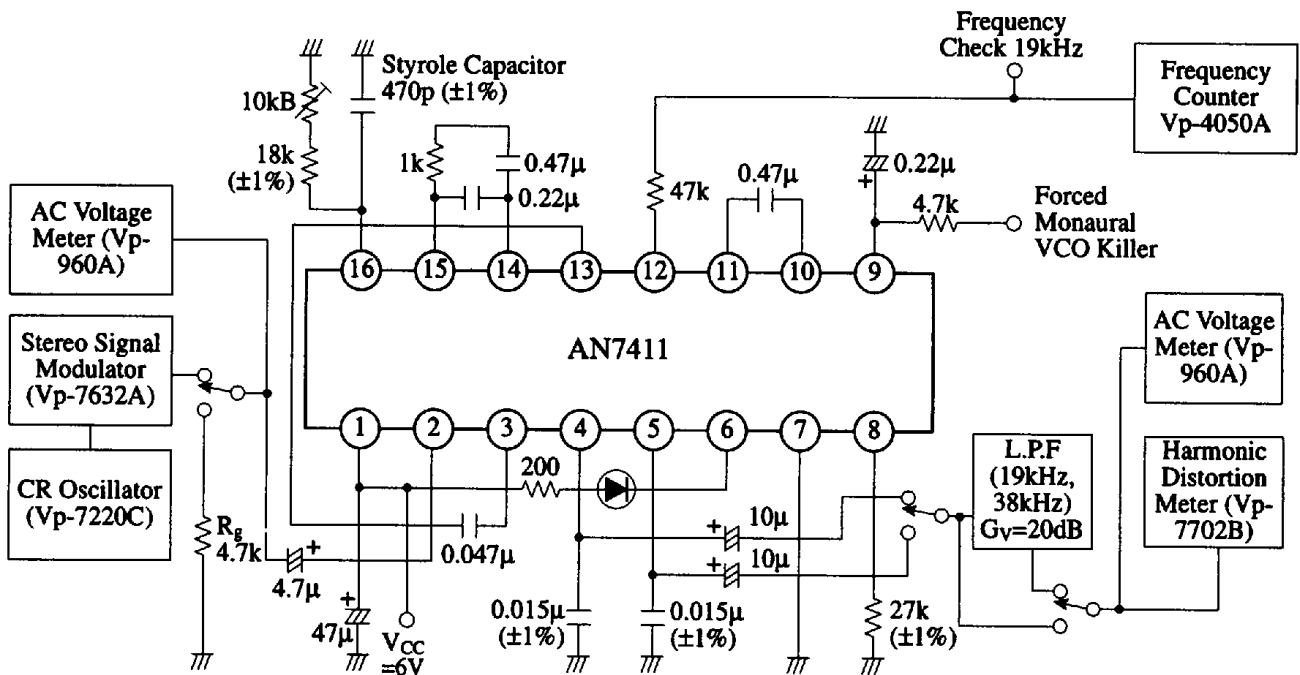 Frequency
Check 19kHz
Styrole Capacitor
470p (±1%)
10kB
18k
(±1%)
1k
0.47μ
0.22μ
47k
0.47μ
0.22μ
+
4.7k
Frequency
Counter
Vp-4050A
Forced
Monaural
VCO Killer
AC Voltage
Meter (Vp-
960A)
Stereo Signal
Modulator
(Vp-7632A)
CR Oscillator
(Vp-7220C)
16
15
14
13
12
11
10
9
AN7411
1
2
3
4
5
6
7
8
AC Voltage
Meter (Vp-
960A)
L.P.F
(19kHz,
38kHz)
GV=20dB
Harmonic
Distortion
Meter (Vp-
7702B)
200
Rg
4.7k
+
4.7μ
0.047μ
+
10μ
+
10μ
+
47μ
VCC
=6V
0.015μ
(±1%)
0.015μ
(±1%)
27k
(±1%)